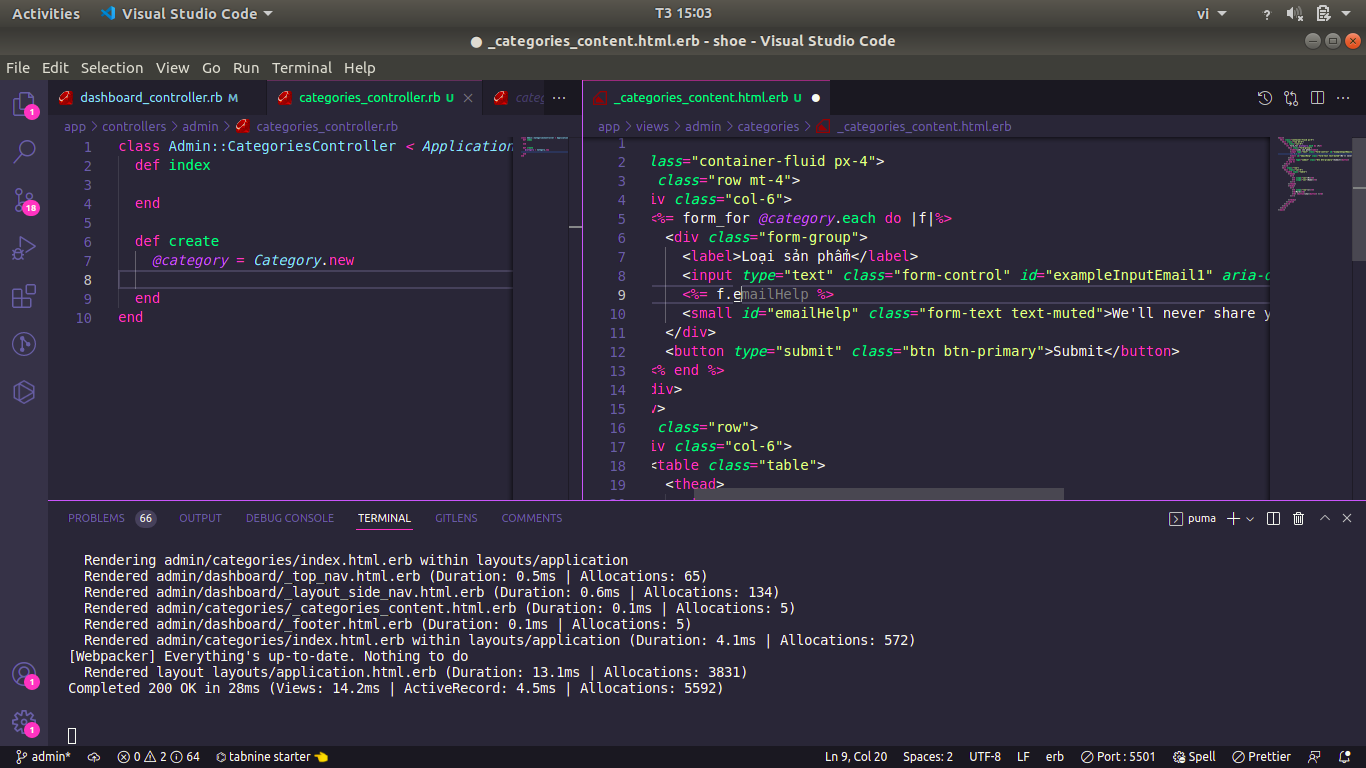 Activities Visual Studio Code T3 15:03 vi ?
_categories_content.html.erb - shoe - Visual Studio Code
File Edit Selection View Go Run Terminal Help
dashboard_controller.rb M categories_controller.rb U categ ···
app > controllers > admin > categories_controller.rb
1 class Admin::CategoriesController < Application
2 def index
3
4 end
5
6 def create
7 @category = Category.new
8
9 end
10 end
_categories_content.html.erb U ···
app > views > admin > categories > _categories_content.html.erb
1
2 lass="container-fluid px-4">
3 class="row mt-4">
4 iv class="col-6">
5 <%= form_for @category.each do |f|%>
6 <div class="form-group">
7 <label>Loại sản phẩm</label>
8 <input type="text" class="form-control" id="exampleInputEmail1" aria-d
9 <%= f.emailHelp %>
10 <small id="emailHelp" class="form-text text-muted">We'll never share y
11 </div>
12 <button type="submit" class="btn btn-primary">Submit</button>
13 <% end %>
14 div>
15 v>
16 class="row">
17 iv class="col-6">
18 <table class="table">
19 <thead>
1
18
1
1
PROBLEMS 66 OUTPUT DEBUG CONSOLE TERMINAL GITLENS COMMENTS puma
Rendering admin/categories/index.html.erb within layouts/application
Rendered admin/dashboard/_top_nav.html.erb (Duration: 0.5ms | Allocations: 65)
Rendered admin/dashboard/_layout_side_nav.html.erb (Duration: 0.6ms | Allocations: 134)
Rendered admin/categories/_categories_content.html.erb (Duration: 0.1ms | Allocations: 5)
Rendered admin/dashboard/_footer.html.erb (Duration: 0.1ms | Allocations: 5)
Rendered admin/categories/index.html.erb within layouts/application (Duration: 4.1ms | Allocations: 572)
[Webpacker] Everything's up-to-date. Nothing to do
Rendered layout layouts/application.html.erb (Duration: 13.1ms | Allocations: 3831)
Completed 200 OK in 28ms (Views: 14.2ms | ActiveRecord: 4.5ms | Allocations: 5592)
admin* 0 2 64 tabnine starter 👈 Ln 9, Col 20 Spaces: 2 UTF-8 LF erb Port : 5501 Spell Prettier